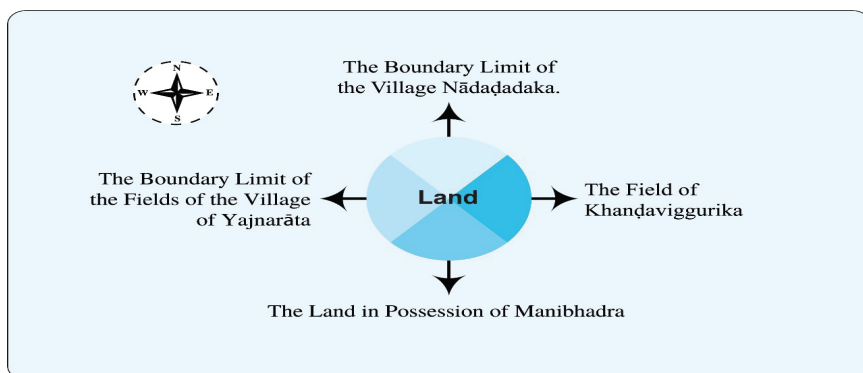 The Boundary Limit of
the Village Nādaḍadaka.
N
W E
S
The Boundary Limit of
the Fields of the Village
of Yajnarāta
Land
The Field of
Khanḍaviggurika
The Land in Possession of Manibhadra